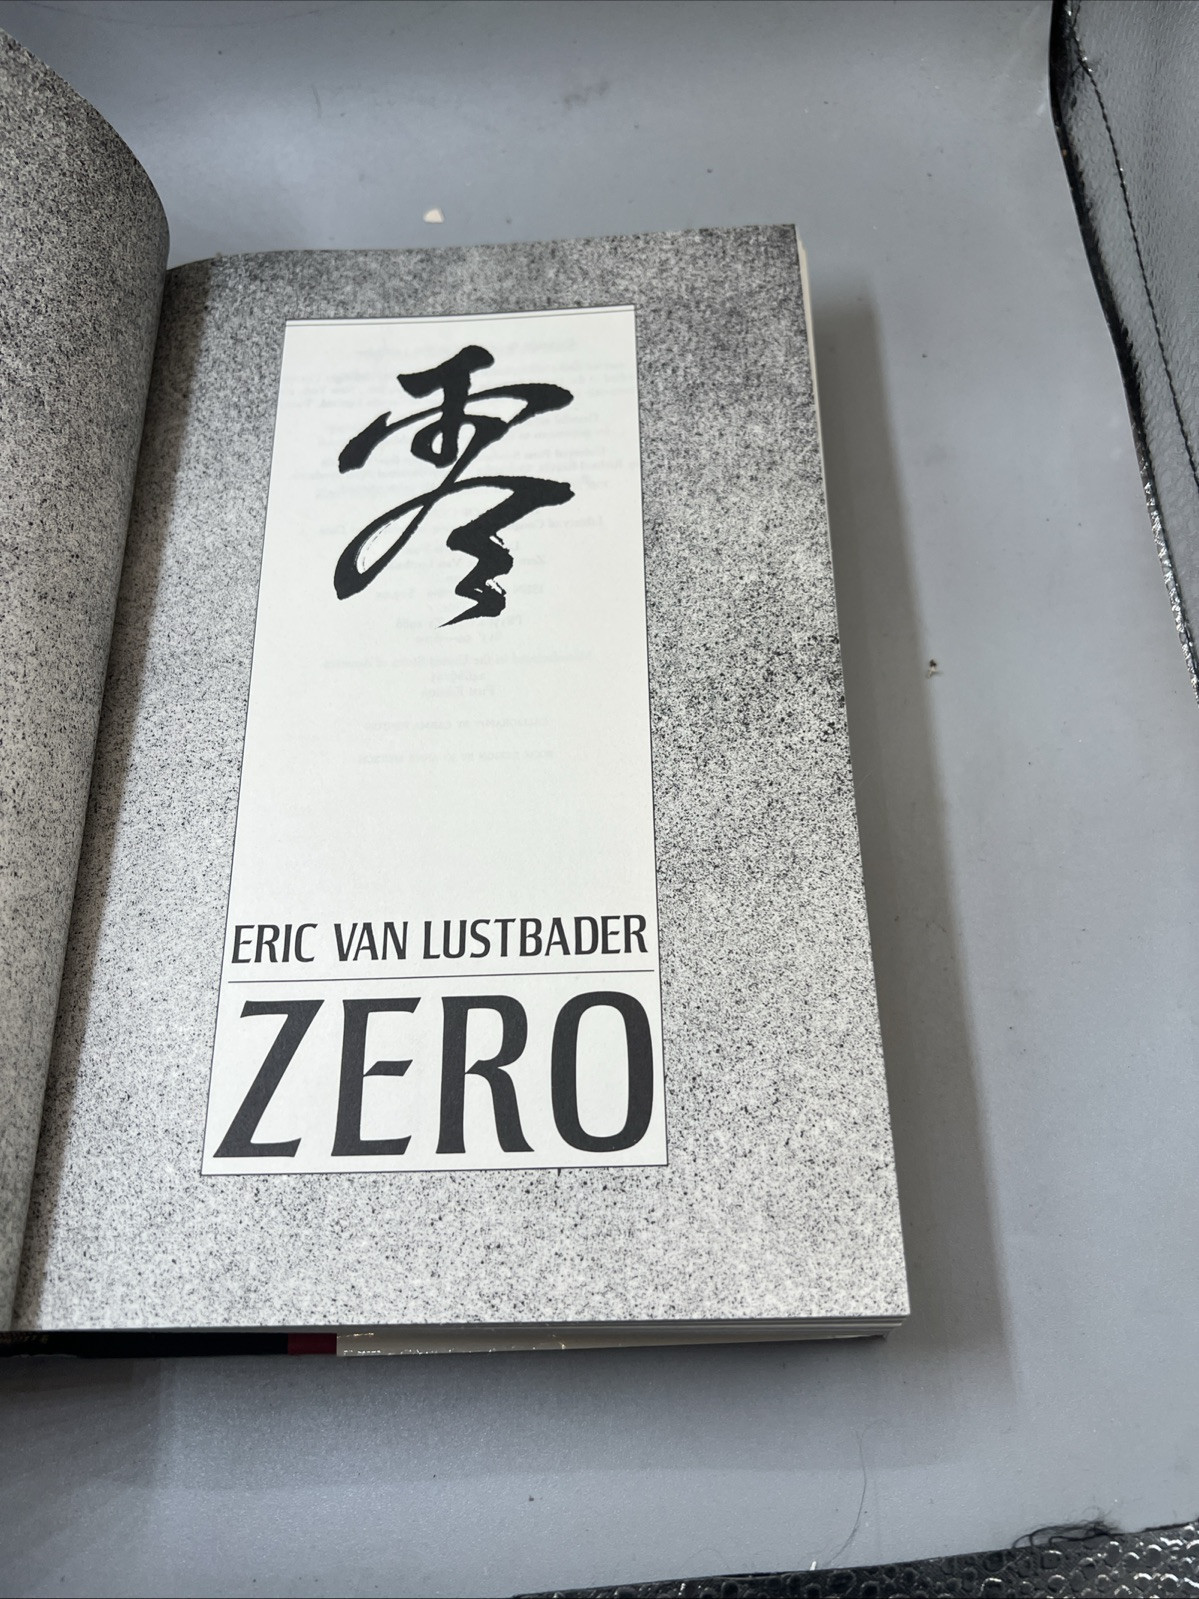 零
ERIC VAN LUSTBADER
ZERO